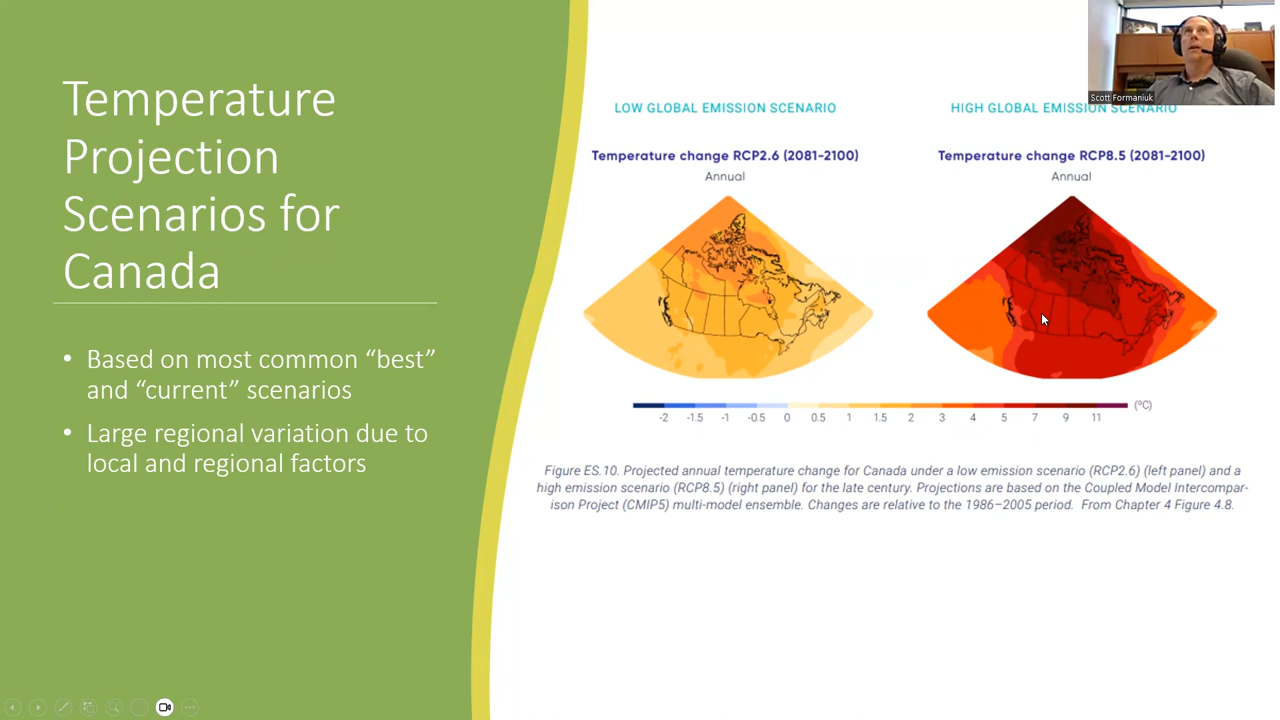 Temperature
Projection
Scenarios for
Canada
• Based on most common “best”
and “current” scenarios
• Large regional variation due to
local and regional factors
LOW GLOBAL EMISSION SCENARIO
Temperature change RCP2.6 (2081-2100)
Annual
HIGH GLOBAL EMISSION SCENARIO
Temperature change RCP8.5 (2081-2100)
Annual
-2 -1.5 -1 -0.5 0 0.5 1 1.5 2 3 4 5 7 9 11 (°C)
Figure ES.10. Projected annual temperature change for Canada under a low emission scenario (RCP2.6) (left panel) and a
high emission scenario (RCP8.5) (right panel) for the late century. Projections are based on the Coupled Model Intercompar-
ison Project (CMIP5) multi-model ensemble. Changes are relative to the 1986–2005 period. From Chapter 4 Figure 4.8.
Scott Formaniuk